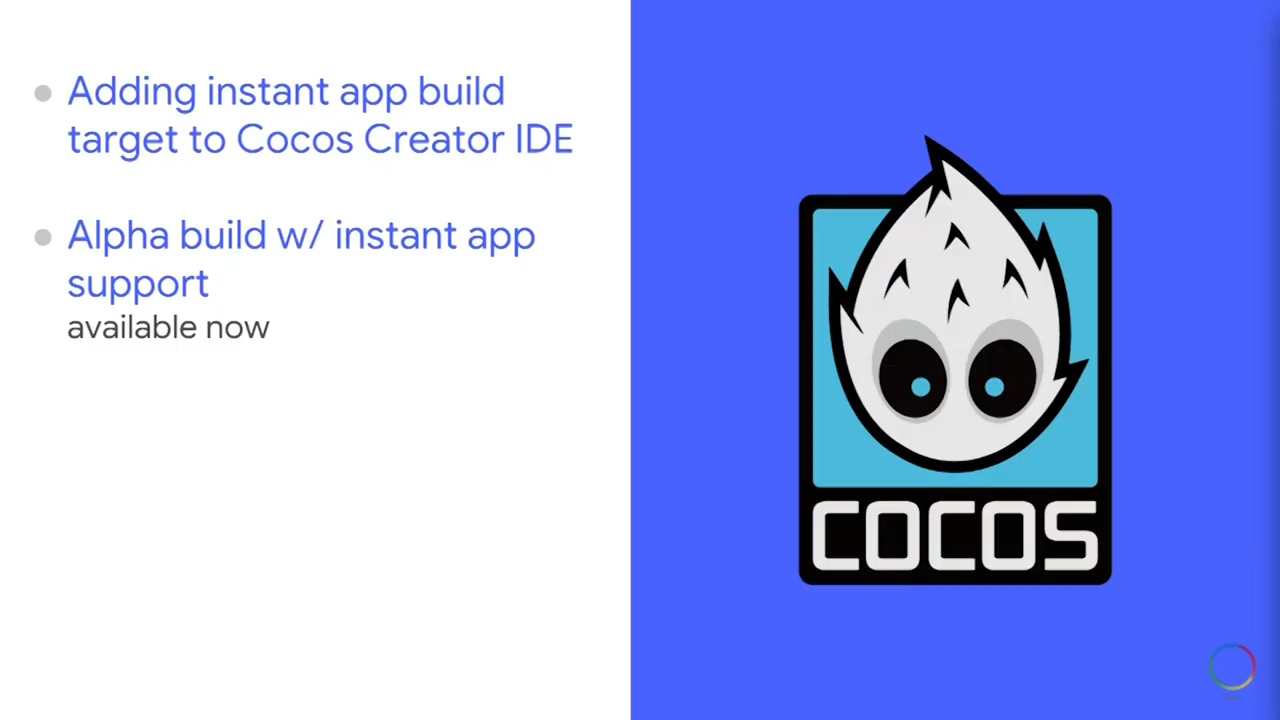 Adding instant app build
target to Cocos Creator IDE
Alpha build w/ instant app
support
available now
COCOS